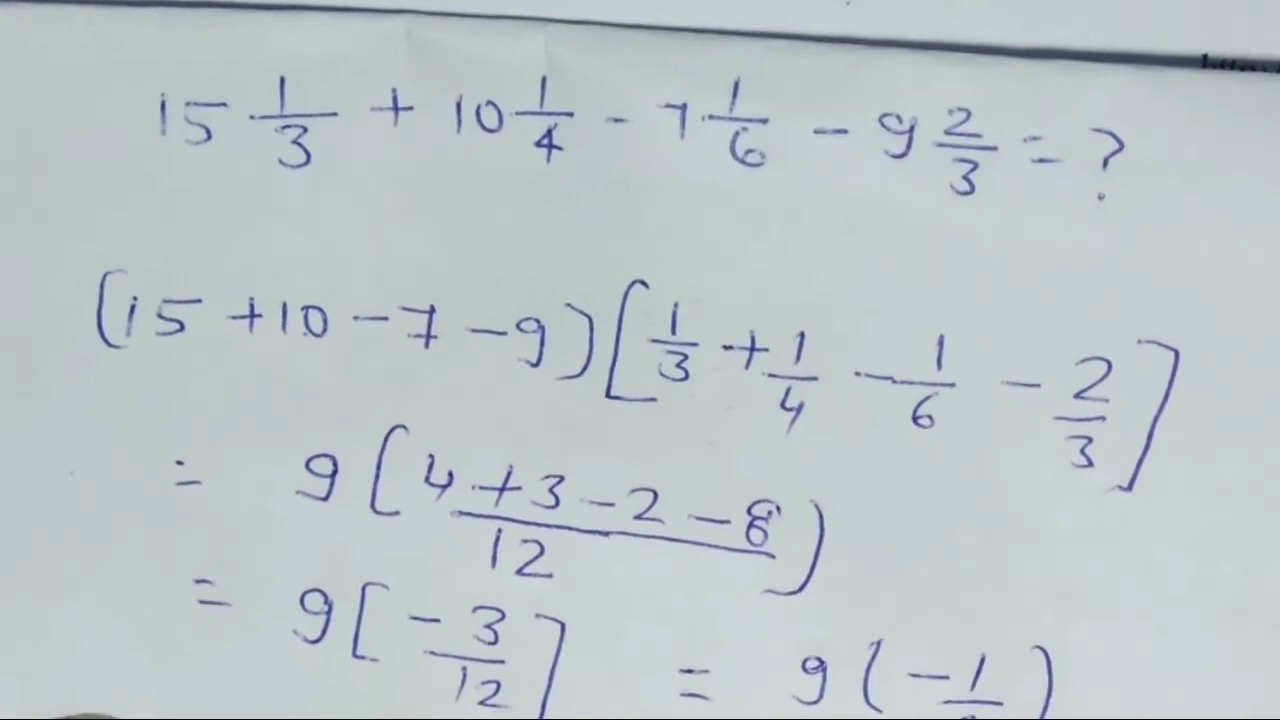 15 1/3 + 10 1/4 - 7 1/6 - 9 2/3 = ?
(15 + 10 - 7 - 9) [1/3 + 1/4 - 1/6 - 2/3]
= 9 (4 + 3 - 2 - 8 / 12)
= 9 [-3/12] = 9 (-1/ )